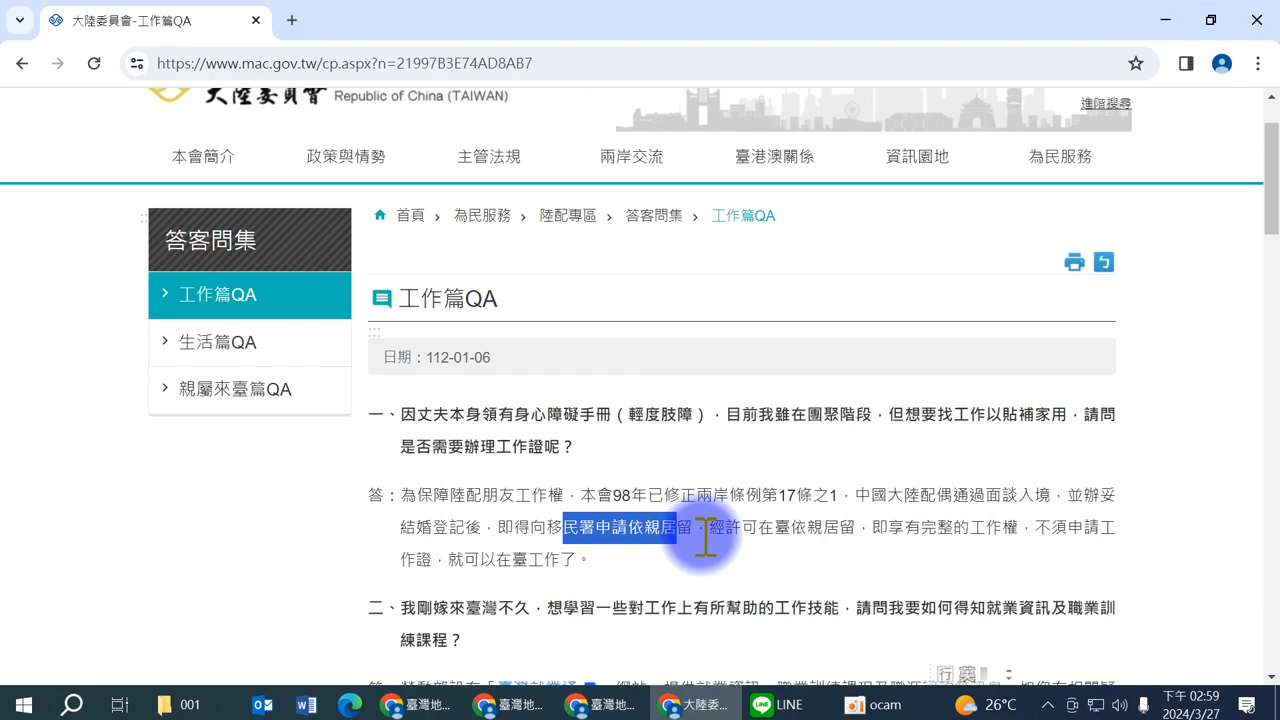 大陸委員會-工作篇QA
https://www.mac.gov.tw/cp.aspx?n=21997B3E74AD8AB7
大陸委員會 Republic of China (TAIWAN)
進階搜尋
本會簡介 政策與情勢 主管法規 兩岸交流 臺港澳關係 資訊園地 為民服務
首頁 › 為民服務 › 陸配專區 › 答客問集 › 工作篇QA
答客問集
工作篇QA
生活篇QA
親屬來臺篇QA
工作篇QA
日期：112-01-06
一、因丈夫本身領有身心障礙手冊（輕度肢障），目前我雖在團聚階段，但想要找工作以貼補家用，請問
是否需要辦理工作證呢？
答：為保障陸配朋友工作權，本會98年已修正兩岸條例第17條之1，中國大陸配偶通過面談入境，並辦妥
結婚登記後，即得向移民署申請依親居留，經許可在臺依親居留，即享有完整的工作權，不須申請工
作證，就可以在臺工作了。
二、我剛嫁來臺灣不久，想學習一些對工作上有所幫助的工作技能，請問我要如何得知就業資訊及職業訓
練課程？
001
臺灣地...
臺灣地...
臺灣地...
大陸委...
LINE
ocam
26°C
下午 02:59
2024/3/27